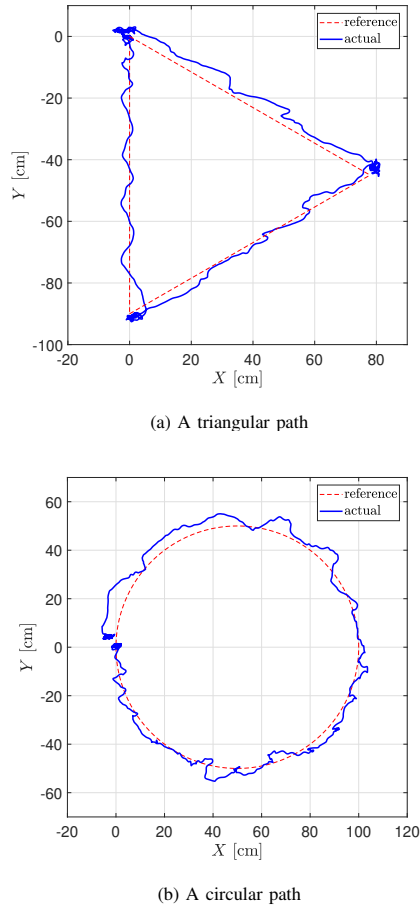 reference
actual
0
-20
-40
-60
-80
-100
Y [cm]
-20 0 20 40 60 80
X [cm]
(a) A triangular path
reference
actual
60
40
20
0
-20
-40
-60
Y [cm]
-20 0 20 40 60 80 100 120
X [cm]
(b) A circular path